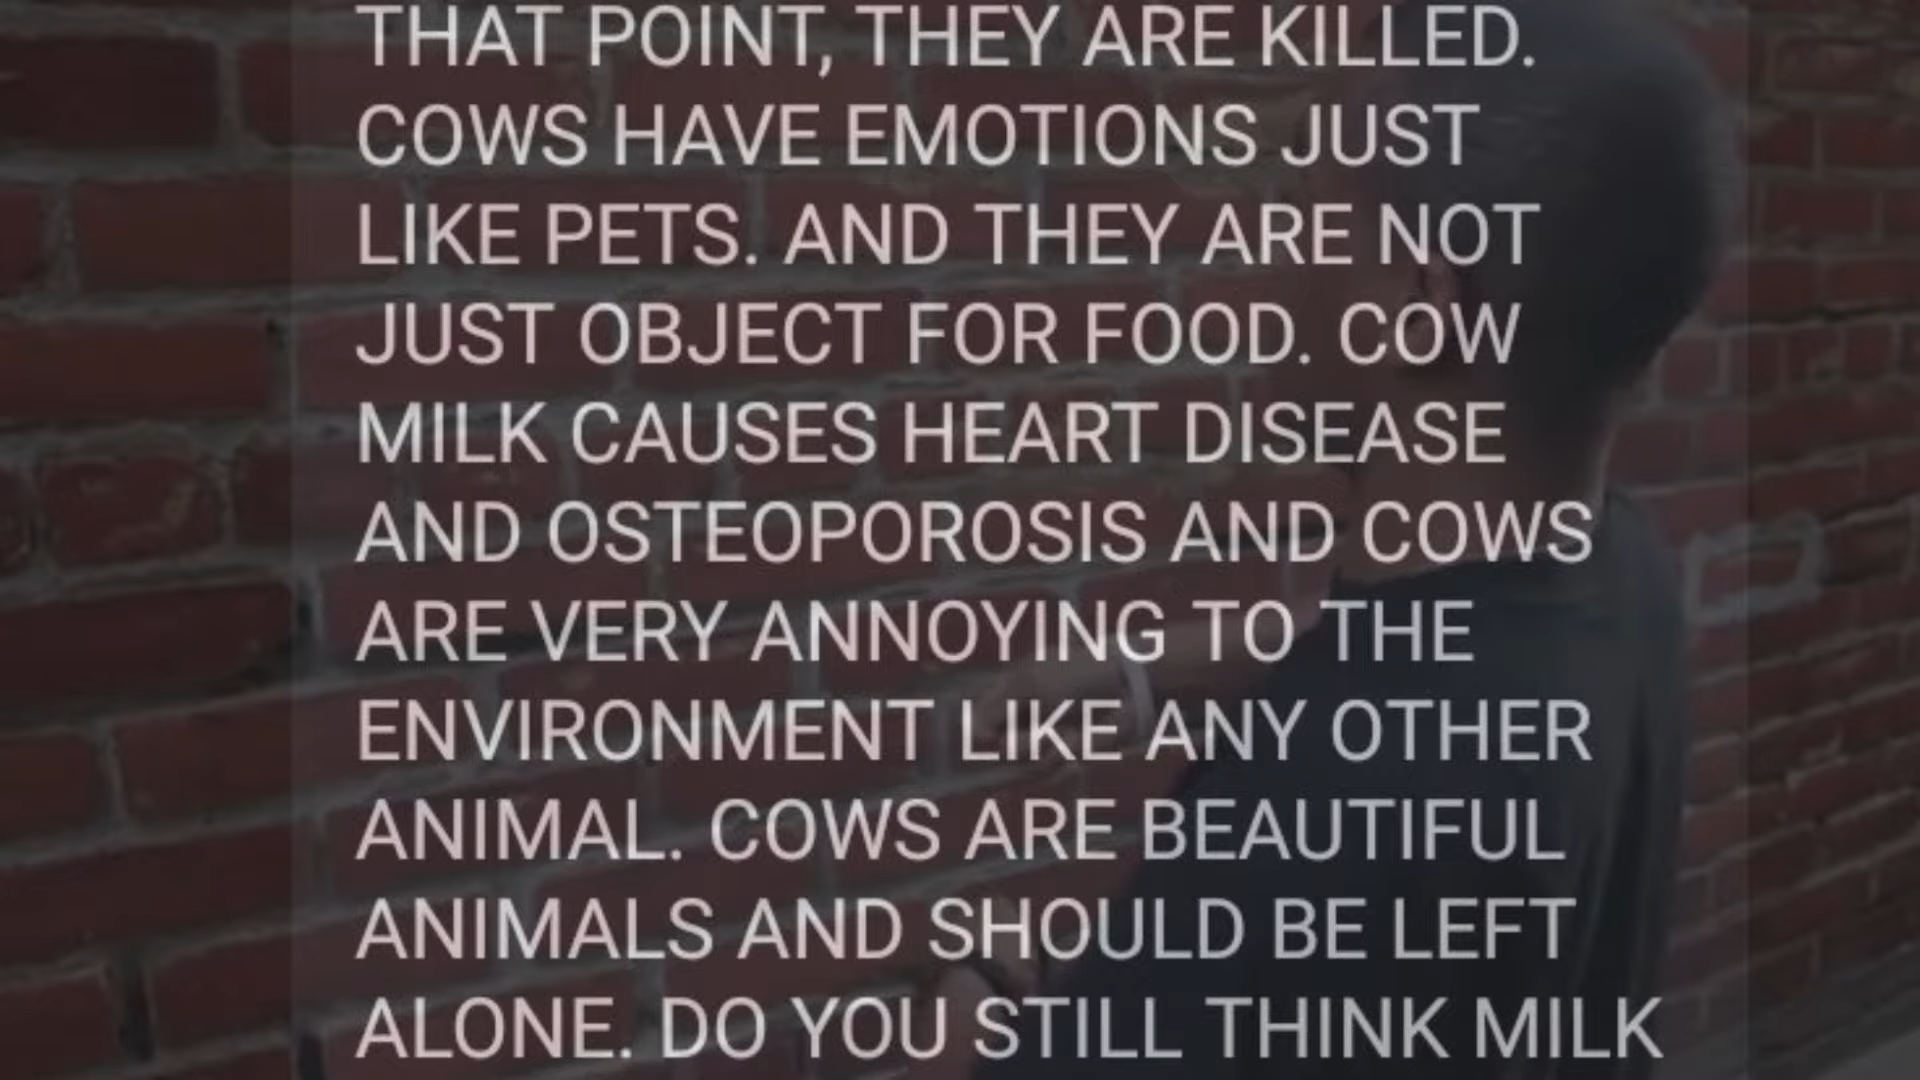 THAT POINT, THEY ARE KILLED.
COWS HAVE EMOTIONS JUST
LIKE PETS. AND THEY ARE NOT
JUST OBJECT FOR FOOD. COW
MILK CAUSES HEART DISEASE
AND OSTEOPOROSIS AND COWS
ARE VERY ANNOYING TO THE
ENVIRONMENT LIKE ANY OTHER
ANIMAL. COWS ARE BEAUTIFUL
ANIMALS AND SHOULD BE LEFT
ALONE. DO YOU STILL THINK MILK